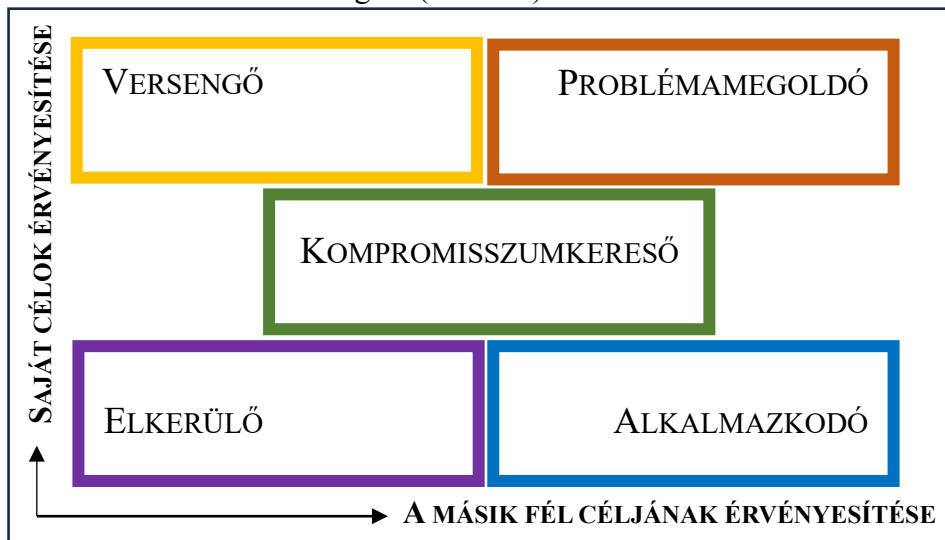 SAJÁT CÉLOK ÉRVÉNYESÍTÉSE
VERSENGŐ
PROBLÉMAMEGOLDÓ
KOMPROMISSZUMKERESŐ
ELKERÜLŐ
ALKALMAZKODÓ
A MÁSIK FÉL CÉLJÁNAK ÉRVÉNYESÍTÉSE